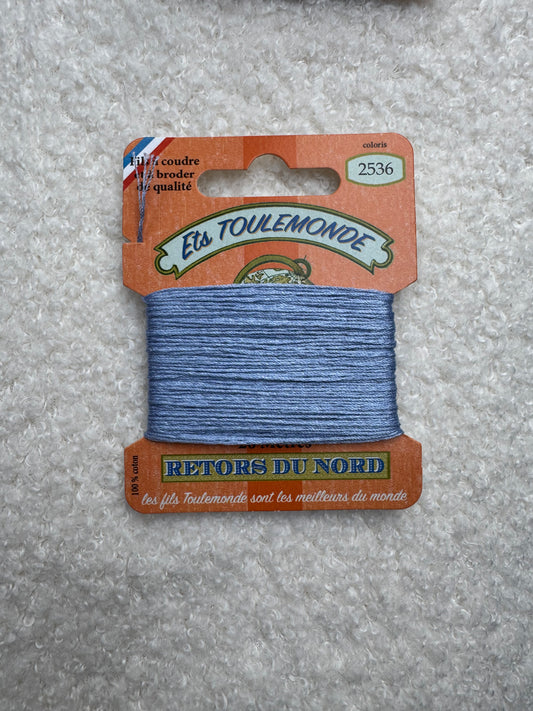 Fil à coudre
et à broder
de qualité
coloris
2536
Ets TOULEMONDE
RETORS DU NORD
les fils Toulemonde sont les meilleurs du monde
100 % coton